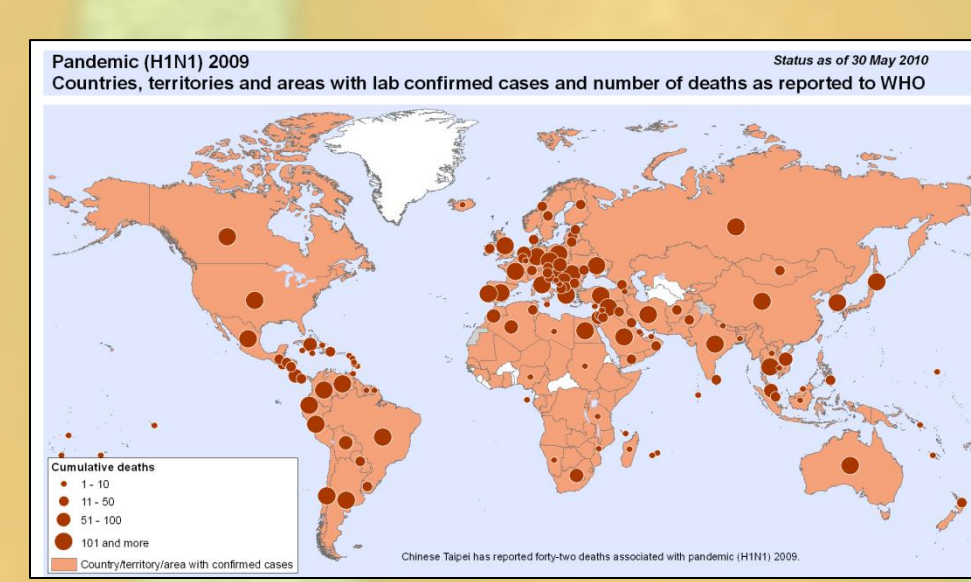 Pandemic (H1N1) 2009
Status as of 30 May 2010
Countries, territories and areas with lab confirmed cases and number of deaths as reported to WHO
Cumulative deaths
1 - 10
11 - 50
51 - 100
101 and more
Country/territory/area with confirmed cases
Chinese Taipei has reported forty-two deaths associated with pandemic (H1N1) 2009.